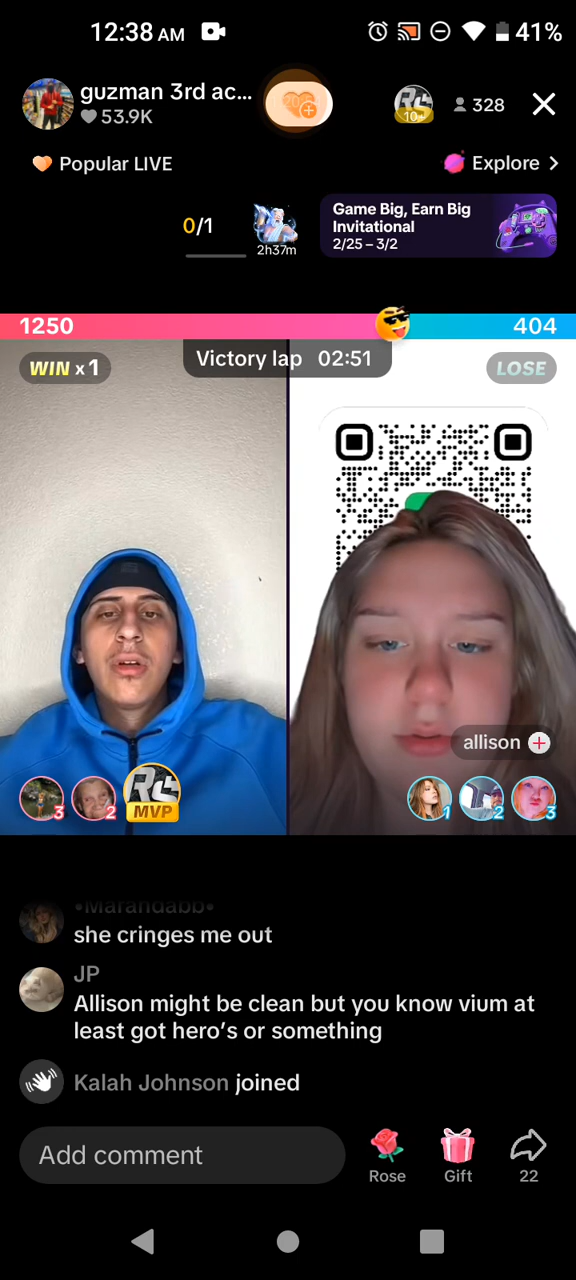 12:38 AM
41%
guzman 3rd ac...
53.9K
10+
328
Popular LIVE
Explore >
0/1
2h37m
Game Big, Earn Big
Invitational
2/25 – 3/2
1250
404
WIN x 1
Victory lap 02:51
LOSE
allison
3
2
MVP
1
2
3
•Marandabb•
she cringes me out
JP
Allison might be clean but you know vium at
least got hero's or something
Kalah Johnson joined
Add comment
Rose
Gift
22